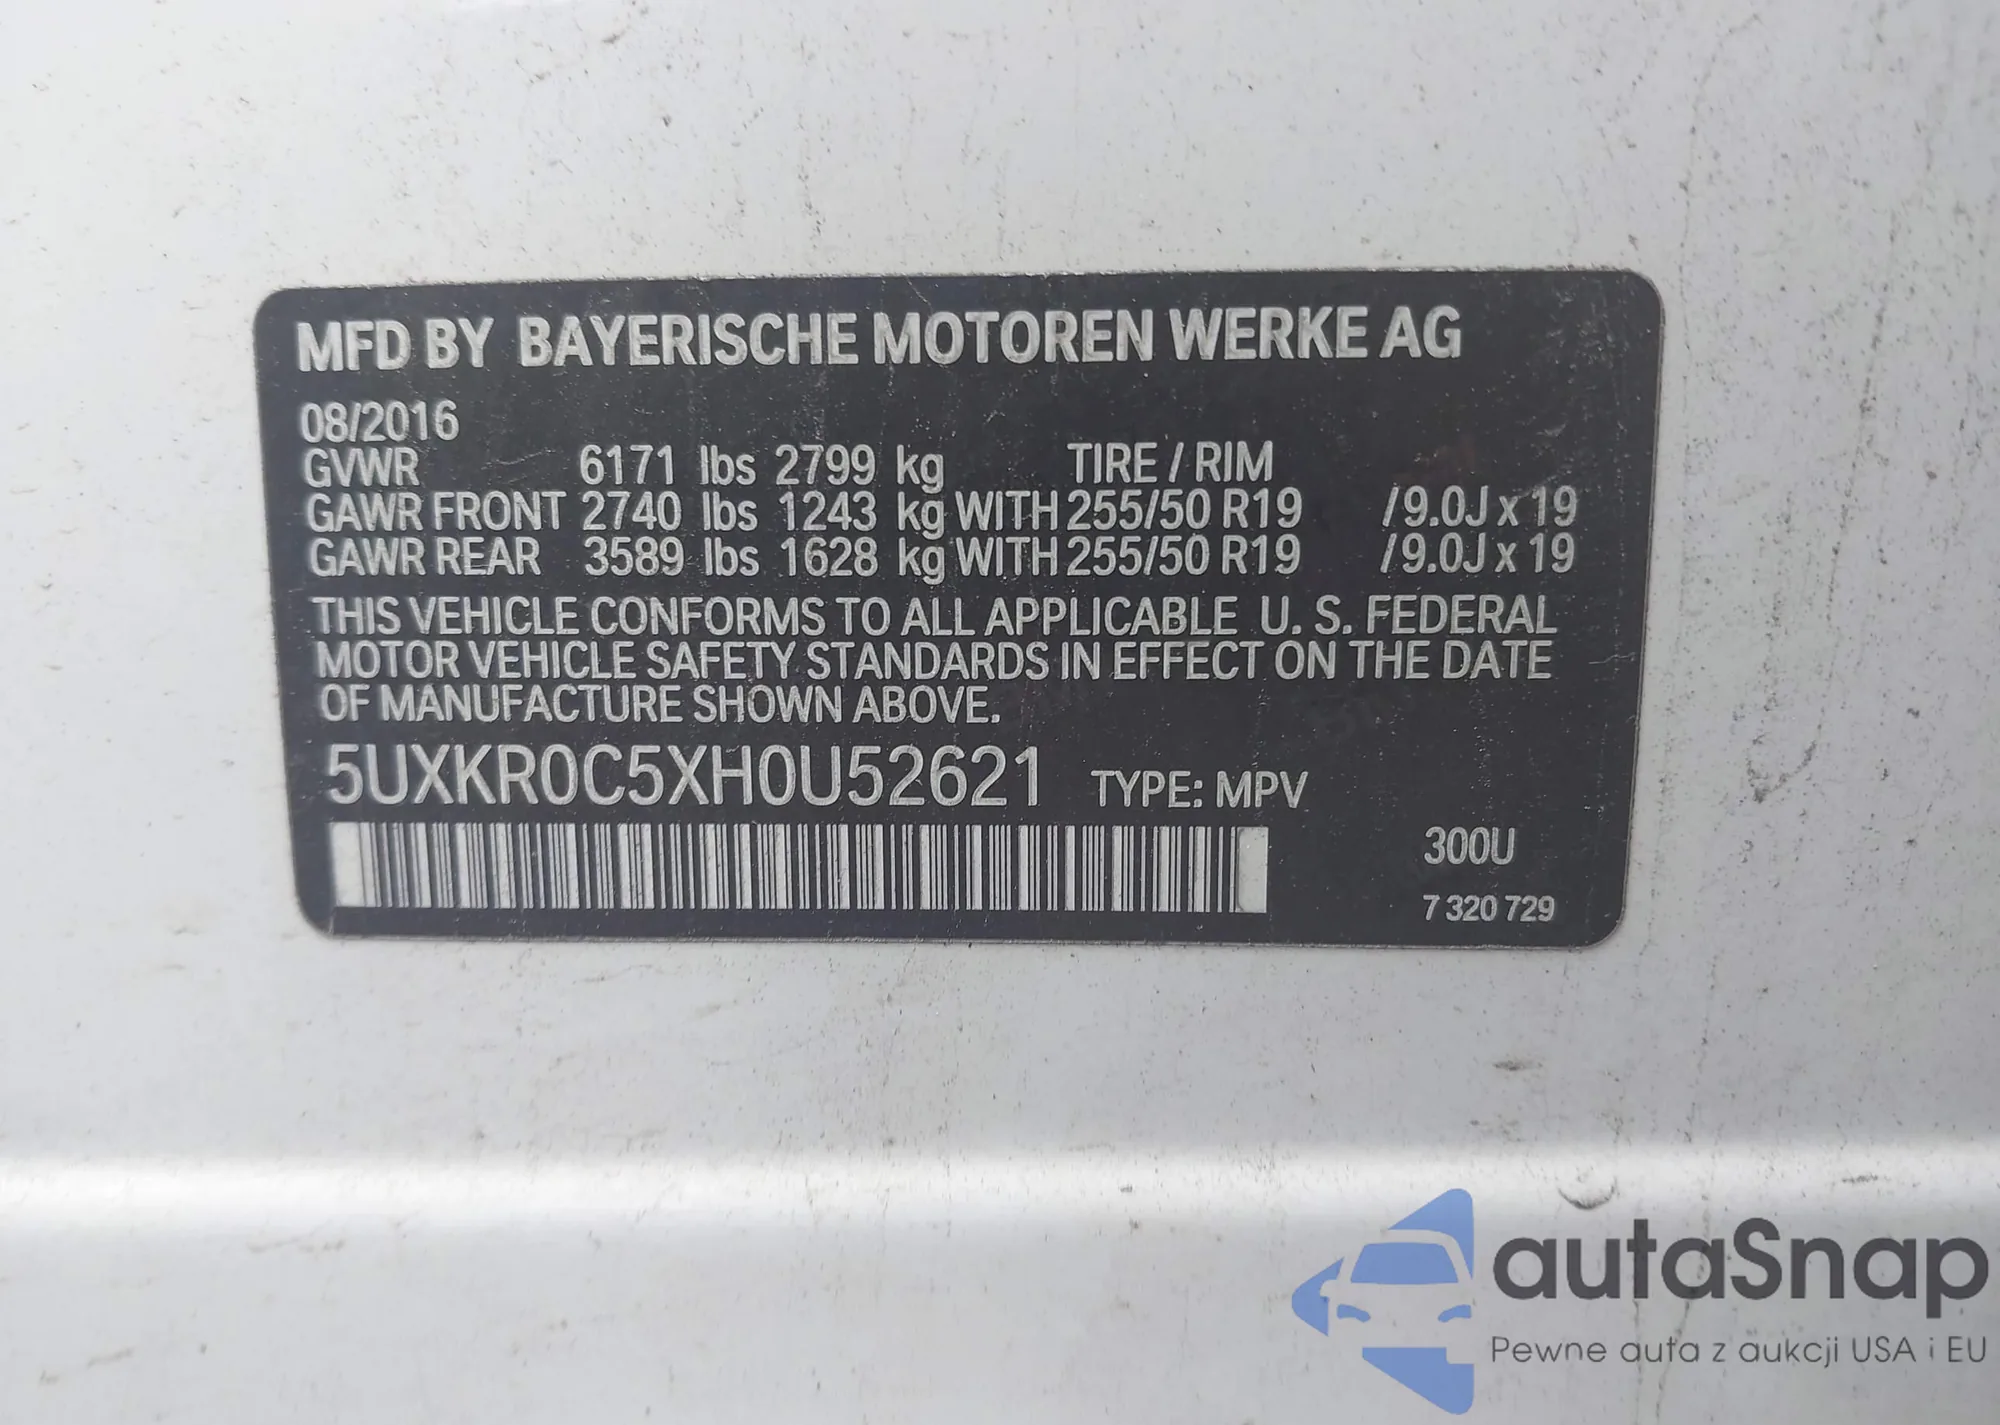 MFD BY BAYERISCHE MOTOREN WERKE AG
08/2016
GVWR 6171 lbs 2799 kg TIRE / RIM
GAWR FRONT 2740 lbs 1243 kg WITH 255/50 R19 /9.0J x 19
GAWR REAR 3589 lbs 1628 kg WITH 255/50 R19 /9.0J x 19
THIS VEHICLE CONFORMS TO ALL APPLICABLE U. S. FEDERAL
MOTOR VEHICLE SAFETY STANDARDS IN EFFECT ON THE DATE
OF MANUFACTURE SHOWN ABOVE.
5UXKR0C5XH0U52621 TYPE: MPV
300U
7 320 729
autaSnap
Pewne auta z aukcji USA i EU